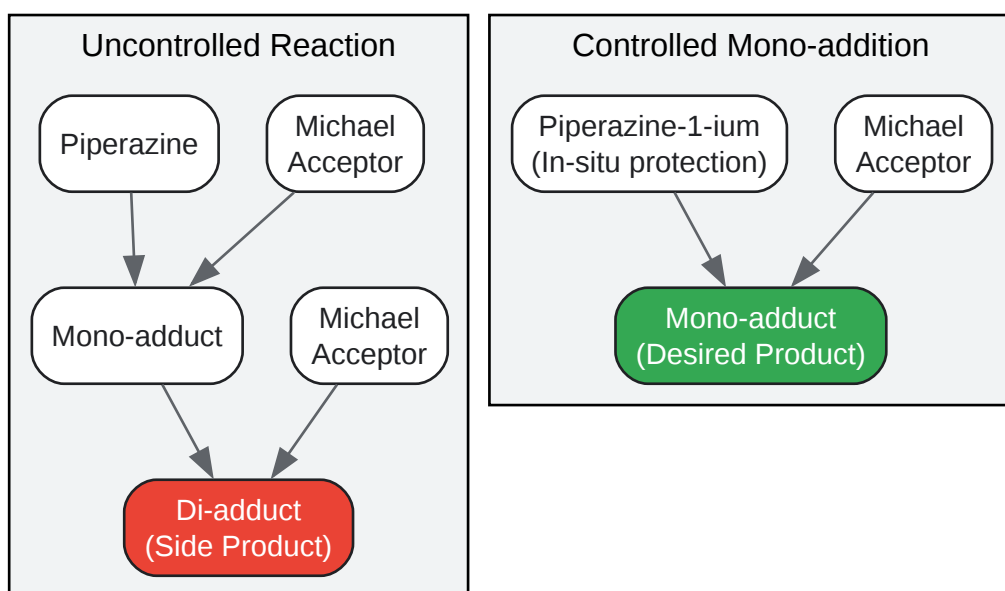 Uncontrolled Reaction
Piperazine
Michael
Acceptor
Mono-adduct
Michael
Acceptor
Di-adduct
(Side Product)
Controlled Mono-addition
Piperazine-1-ium
(In-situ protection)
Michael
Acceptor
Mono-adduct
(Desired Product)